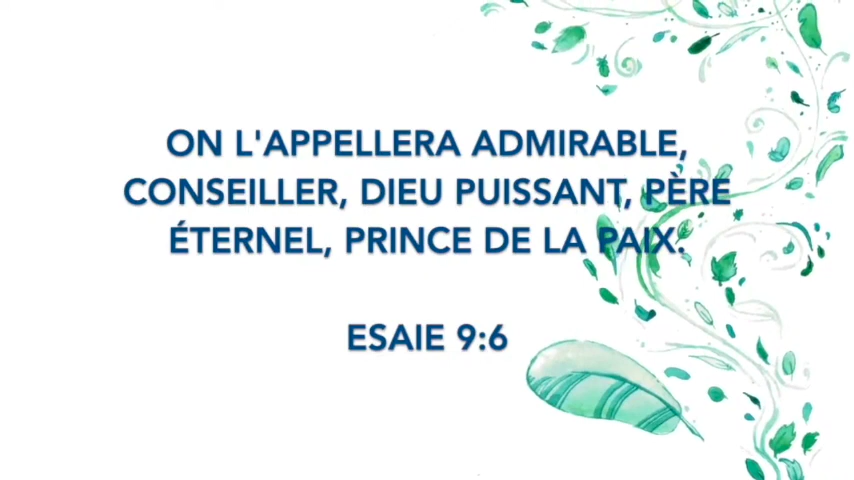 ON L'APPELLERA ADMIRABLE,
CONSEILLER, DIEU PUISSANT, PÈRE
ÉTERNEL, PRINCE DE LA PAIX.
ESAIE 9:6